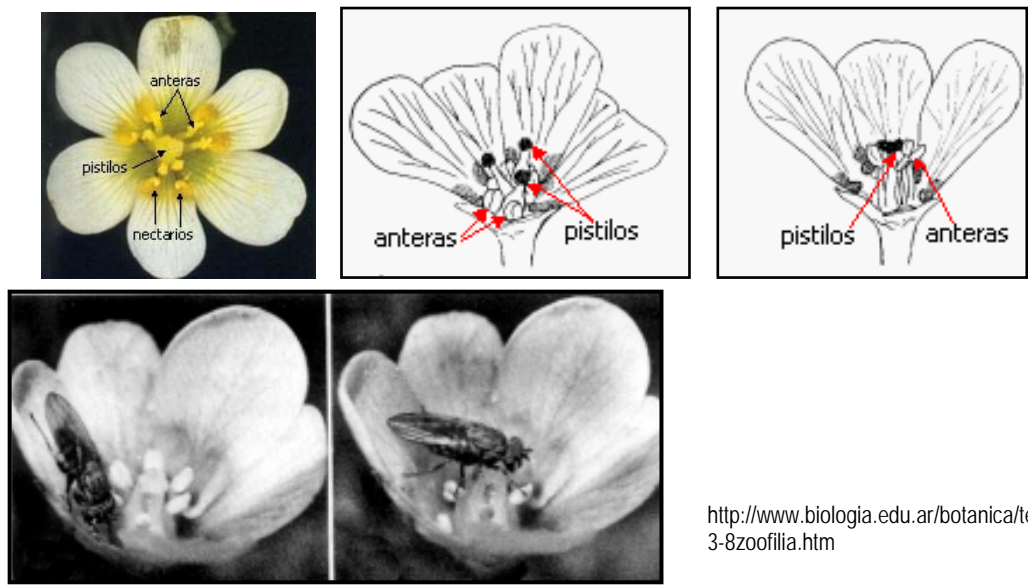 anteras
pistilos
nectarios
anteras
pistilos
pistilos
anteras
http://www.biologia.edu.ar/botanica/te
3-8zoofilia.htm